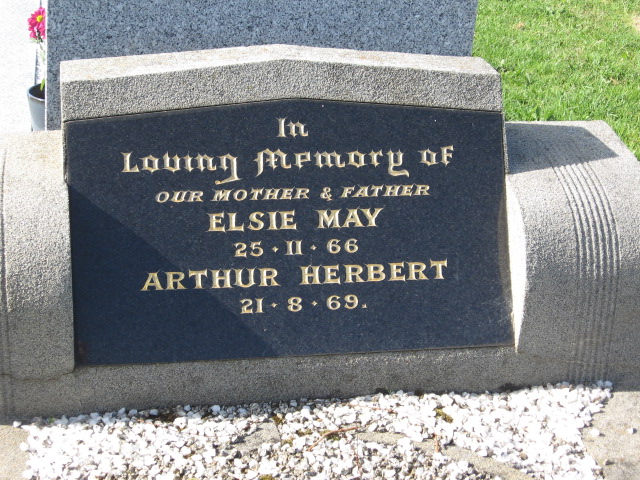 In
Loving Memory of
OUR MOTHER & FATHER
ELSIE MAY
25 · 11 · 66
ARTHUR HERBERT
21 · 8 · 69.